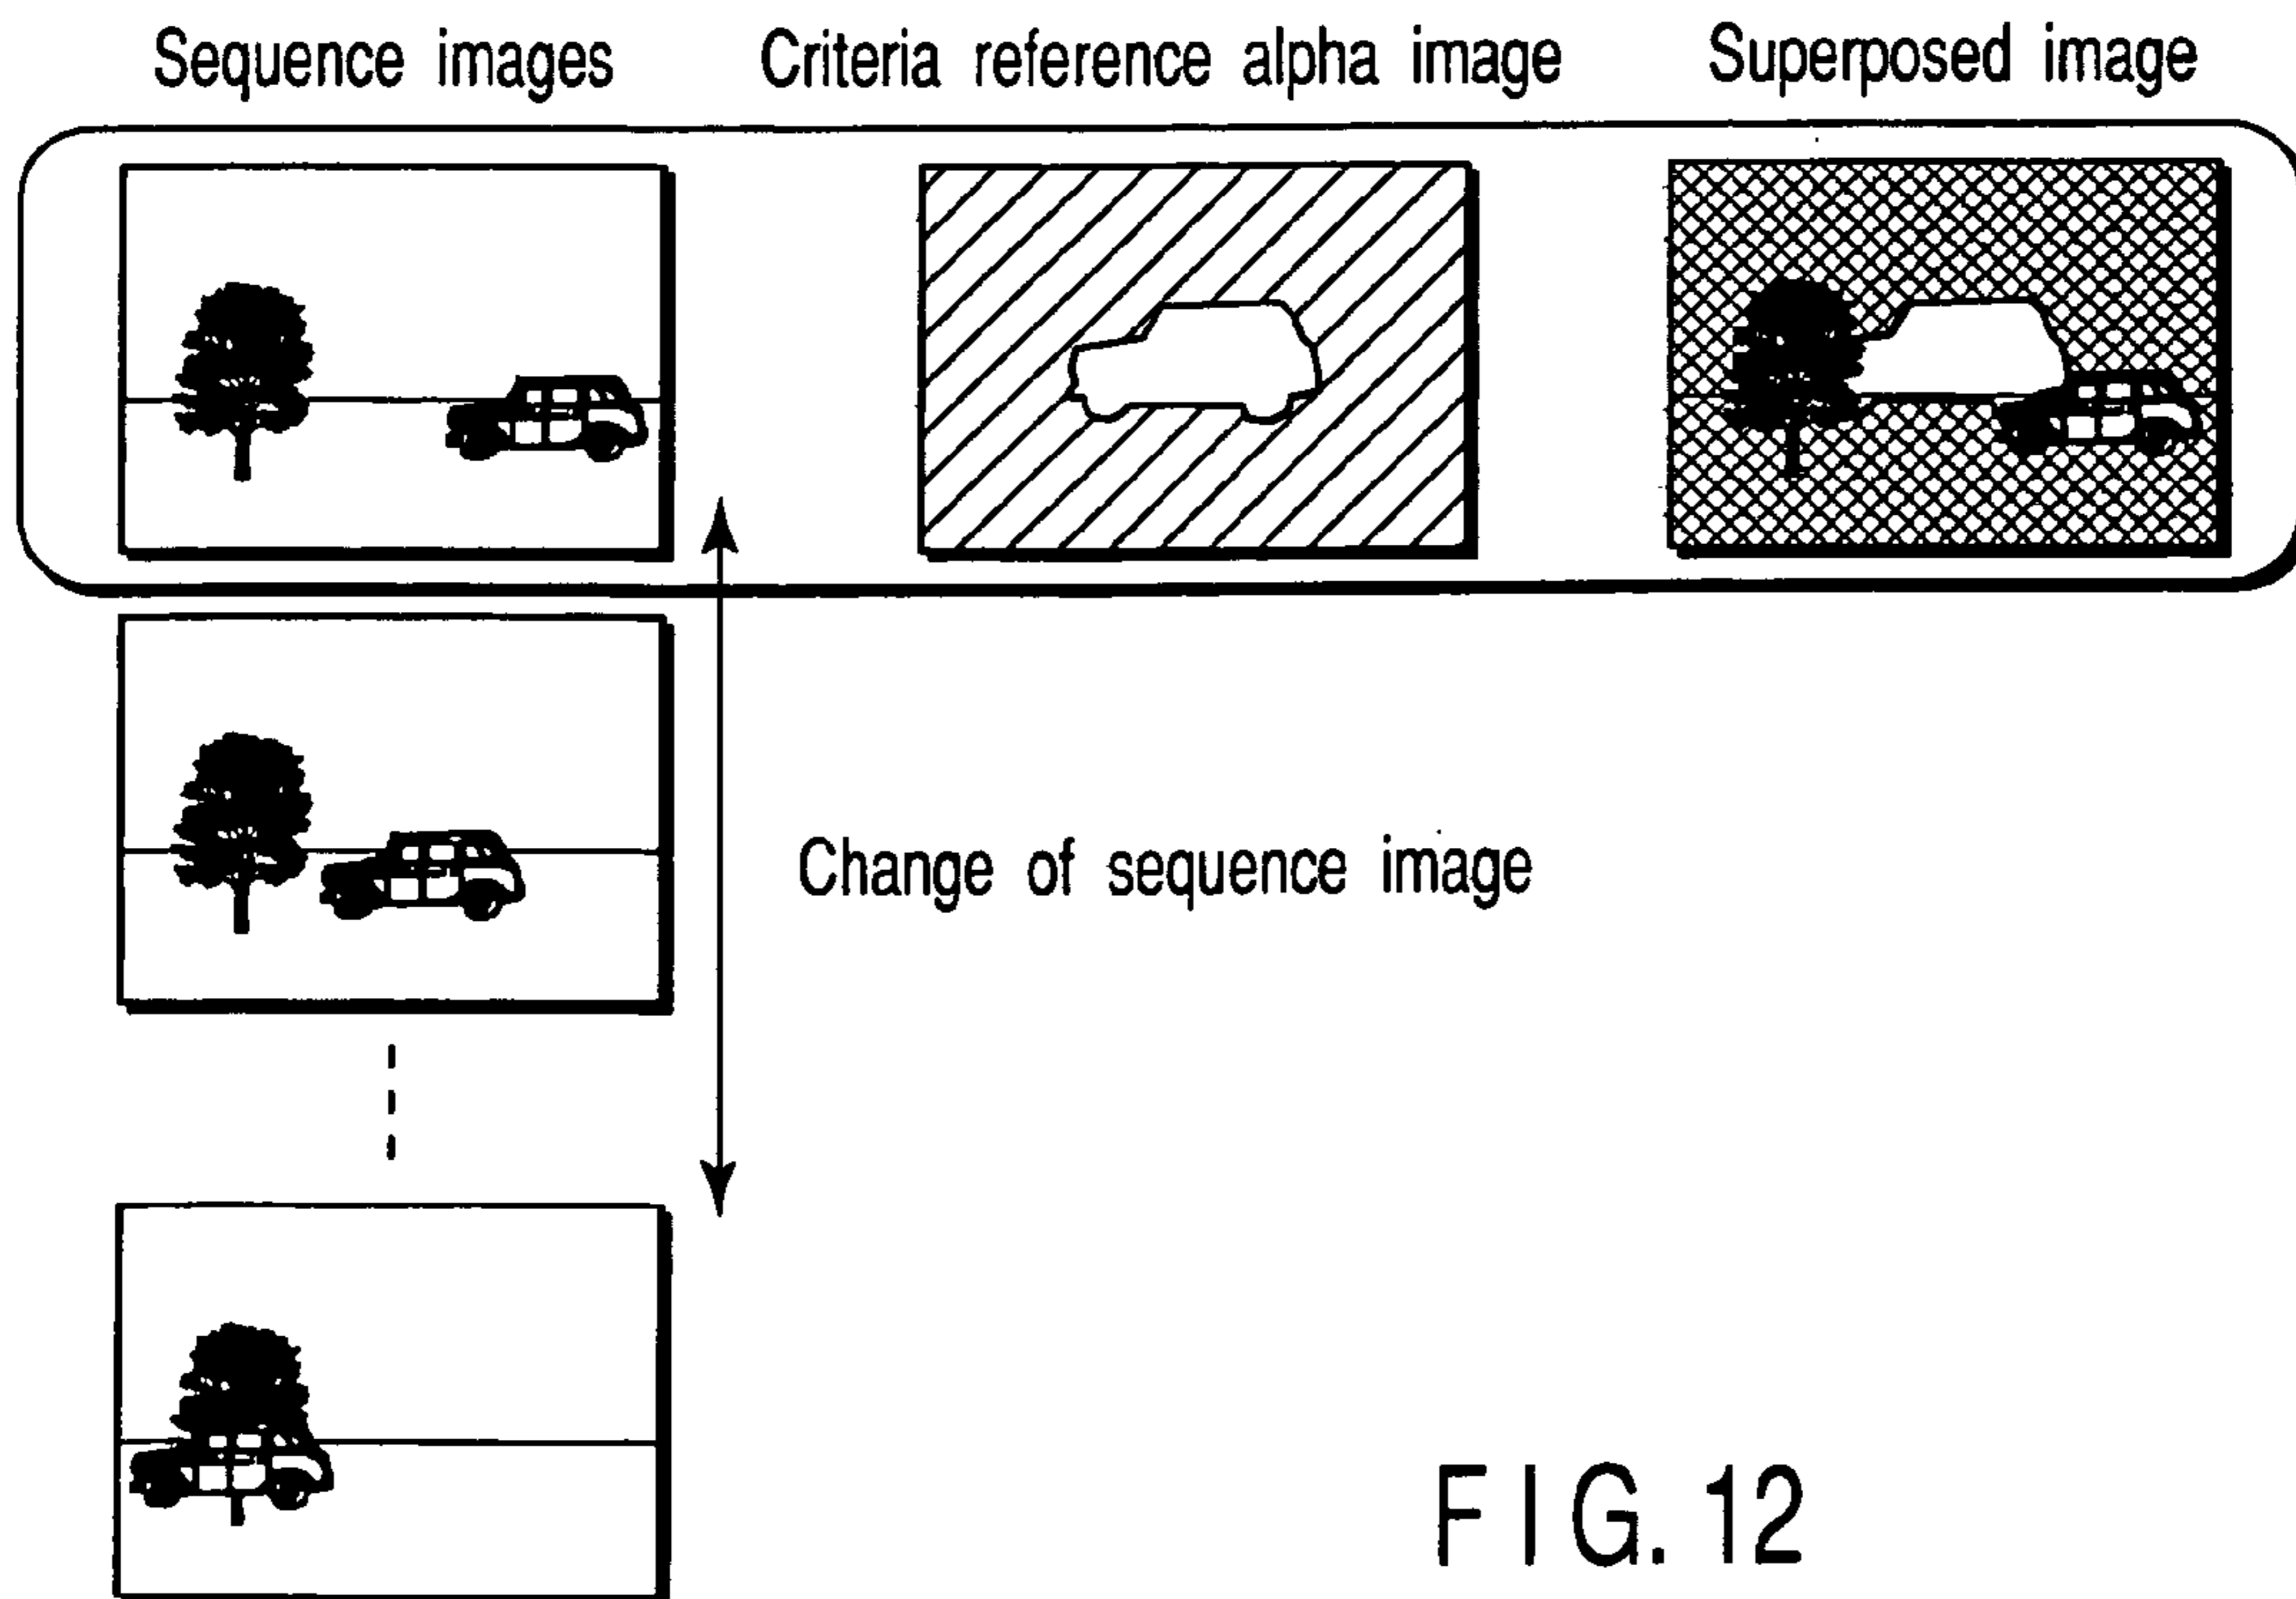 Sequence images
Criteria reference alpha image
Superposed image
Change of sequence image
FIG. 12